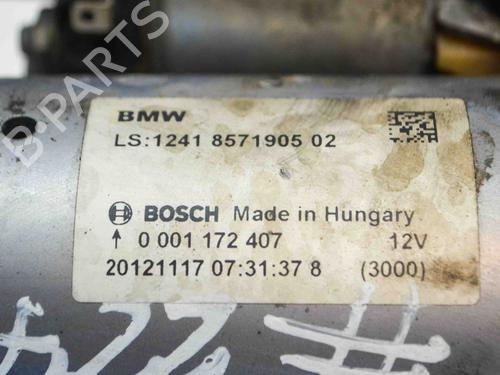 BMW
LS:1241 8571905 02
BOSCH Made in Hungary
0 001 172 407 12V
20121117 07:31:37 8 (3000)